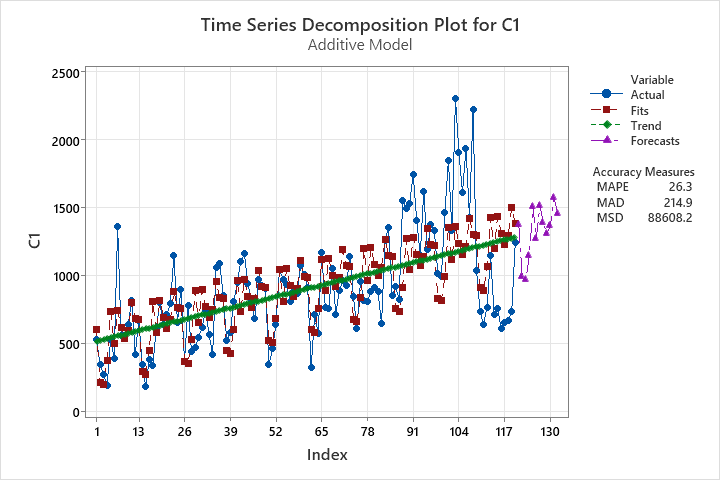 Time Series Decomposition Plot for C1
Additive Model
2500
2000
1500
1000
500
0
C1
1 13 26 39 52 65 78 91 104 117 130
Index
Variable
Actual
Fits
Trend
Forecasts
Accuracy Measures
MAPE 26.3
MAD 214.9
MSD 88608.2